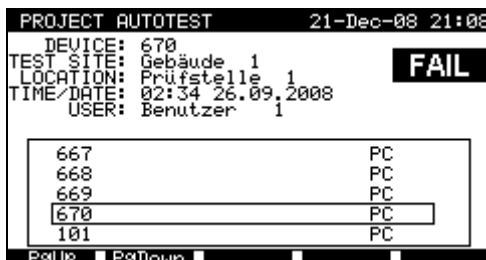 PROJECT AUTOTEST 21-Dec-08 21:08
DEVICE: 670
TEST SITE: Gebäude 1
LOCATION: Prüfstelle 1
TIME/DATE: 02:34 26.09.2008
USER: Benutzer 1
FAIL
667 PC
668 PC
669 PC
670 PC
101 PC
PgUp PgDown